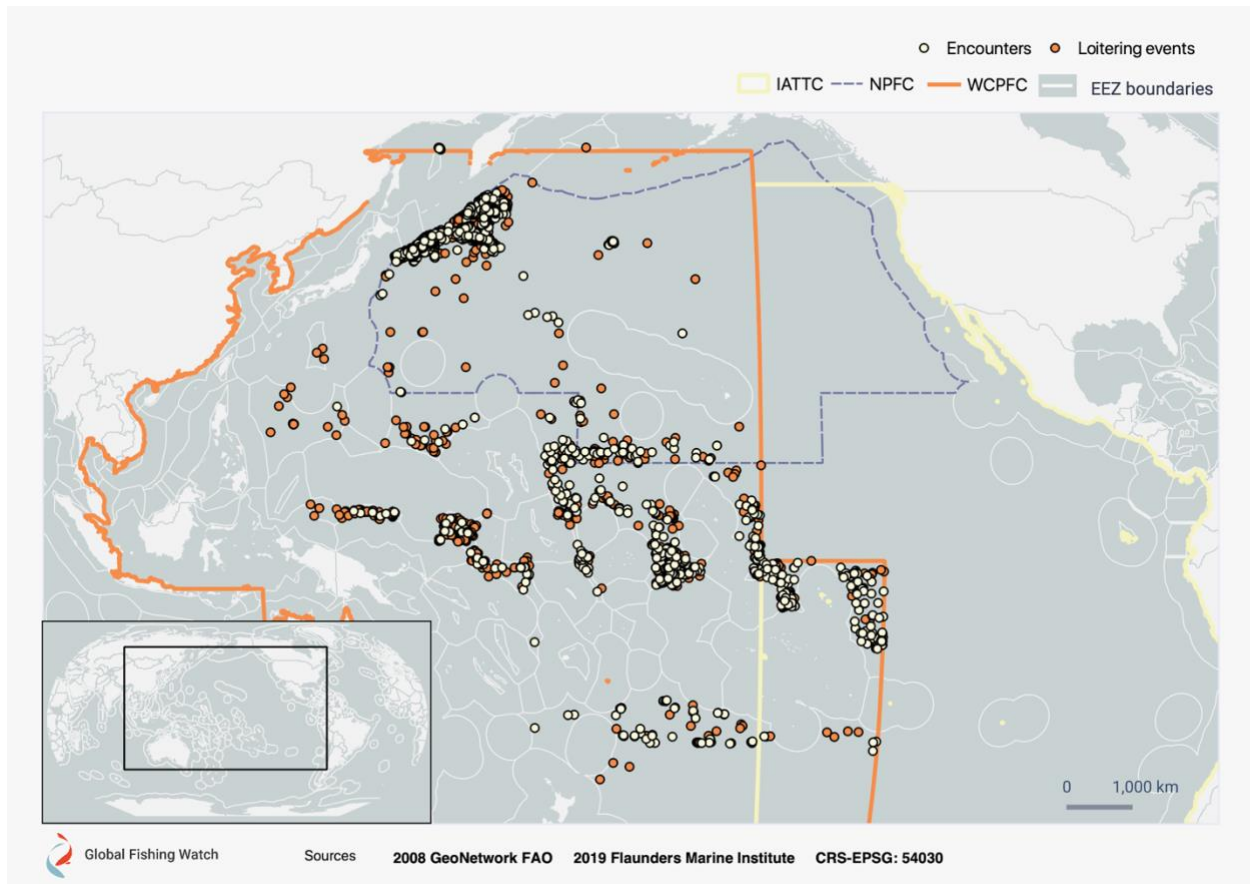 Encounters Loitering events
IATTC NPFC WCPFC EEZ boundaries
0 1,000 km
Global Fishing Watch Sources 2008 GeoNetwork FAO 2019 Flaunders Marine Institute CRS-EPSG: 54030